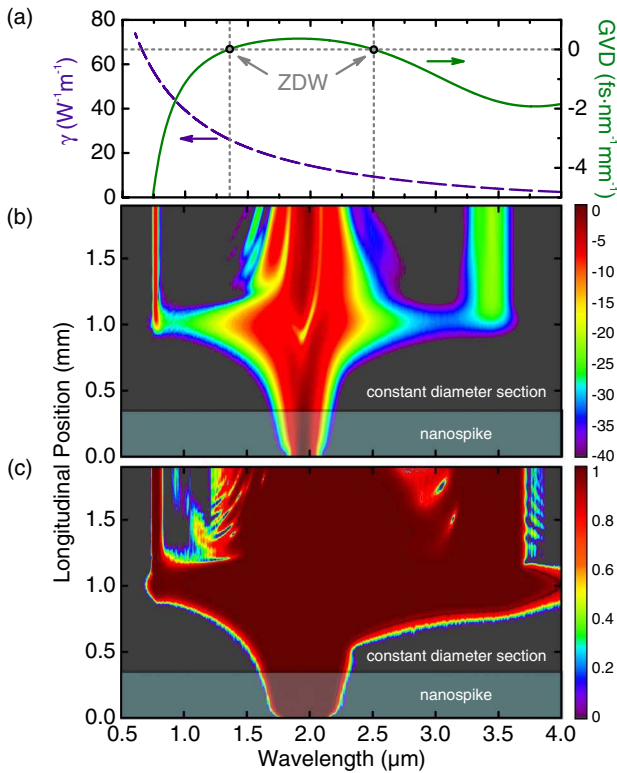 (a)
80
60
40
20
0
γ (W⁻¹m⁻¹)
ZDW
0
-2
-4
GVD (fs·nm⁻¹mm⁻¹)
(b)
1.5
1.0
0.5
0.0
constant diameter section
nanospike
0
-5
-10
-15
-20
-25
-30
-35
-40
Longitudinal Position (mm)
(c)
1.5
1.0
0.5
0.0
constant diameter section
nanospike
1
0.8
0.6
0.4
0.2
0
0.5 1.0 1.5 2.0 2.5 3.0 3.5 4.0
Wavelength (µm)